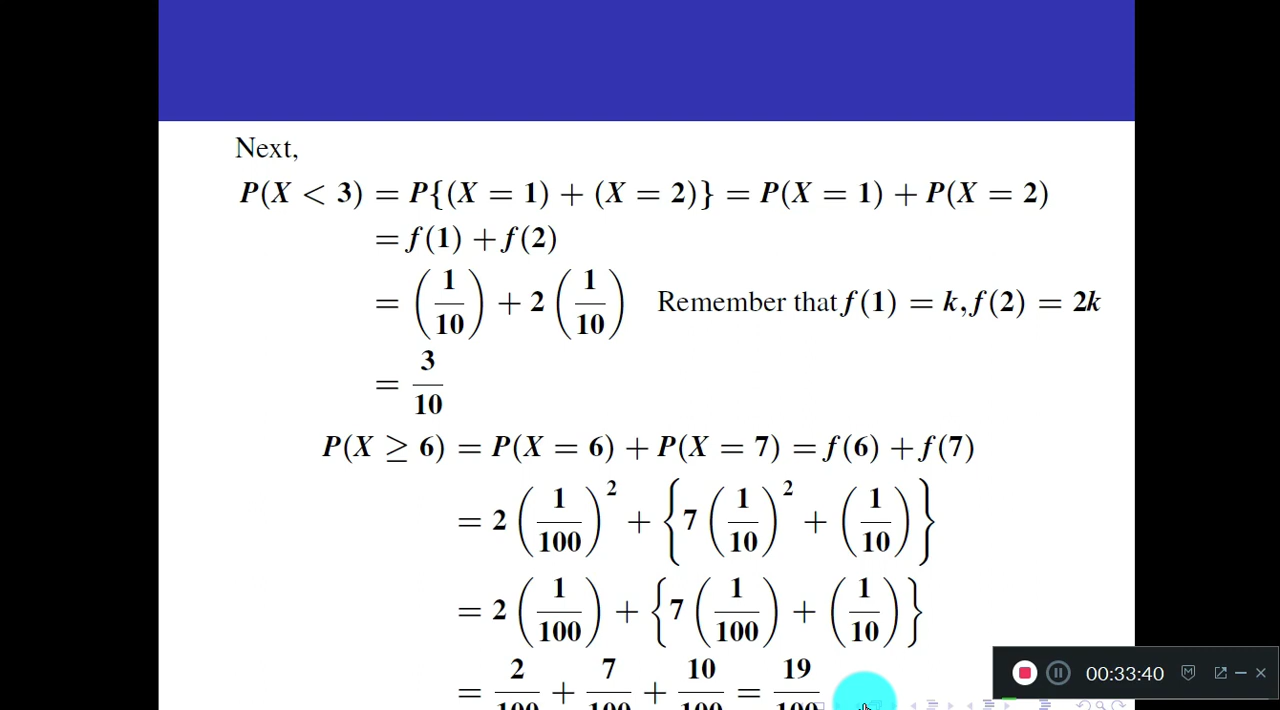 Next,
P(X < 3) = P{(X = 1) + (X = 2)} = P(X = 1) + P(X = 2)
= f(1) + f(2)
= (1/10) + 2(1/10) Remember that f(1) = k, f(2) = 2k
= 3/10
P(X ≥ 6) = P(X = 6) + P(X = 7) = f(6) + f(7)
= 2(1/100)² + {7(1/10)² + (1/10)}
= 2(1/100) + {7(1/100) + (1/10)}
= 2/100 + 7/100 + 10/100 = 19/100
00:33:40